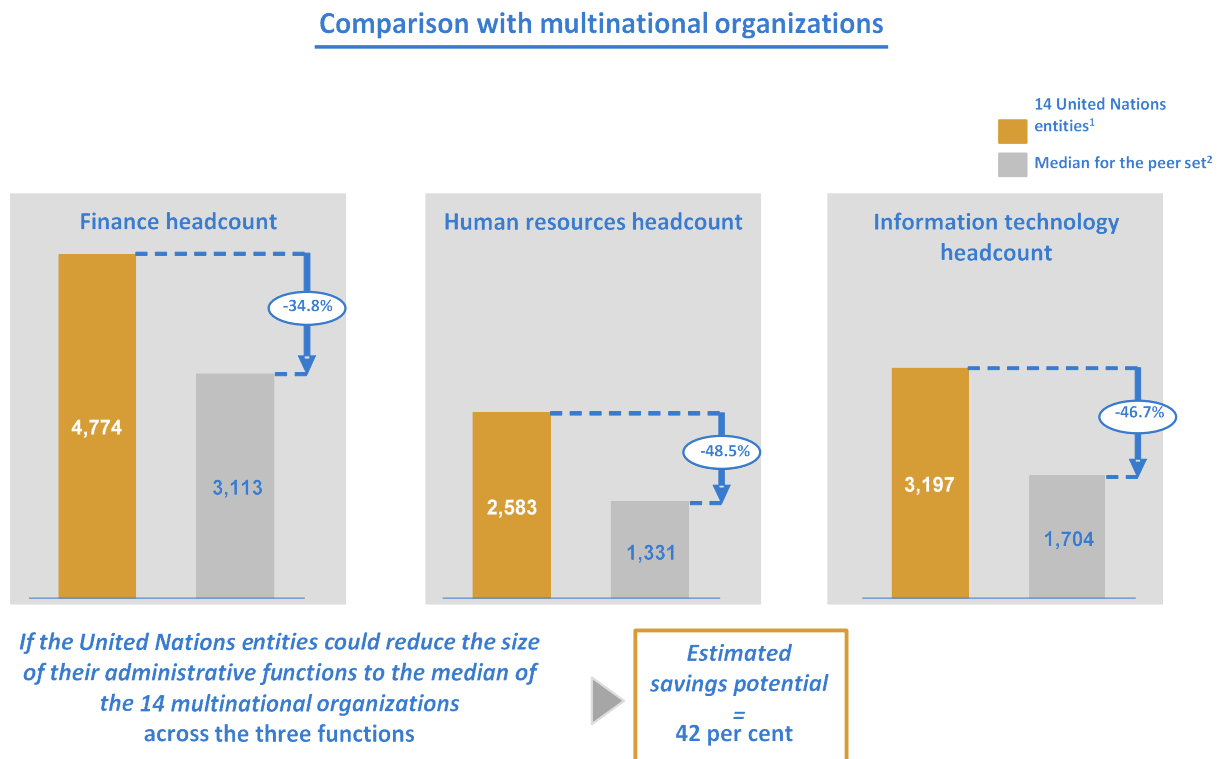 Comparison with multinational organizations
14 United Nations
entities¹
Median for the peer set²
Finance headcount
-34.8%
4,774
3,113
Human resources headcount
-48.5%
2,583
1,331
Information technology
headcount
-46.7%
3,197
1,704
If the United Nations entities could reduce the size
of their administrative functions to the median of
the 14 multinational organizations
across the three functions
Estimated
savings potential
=
42 per cent